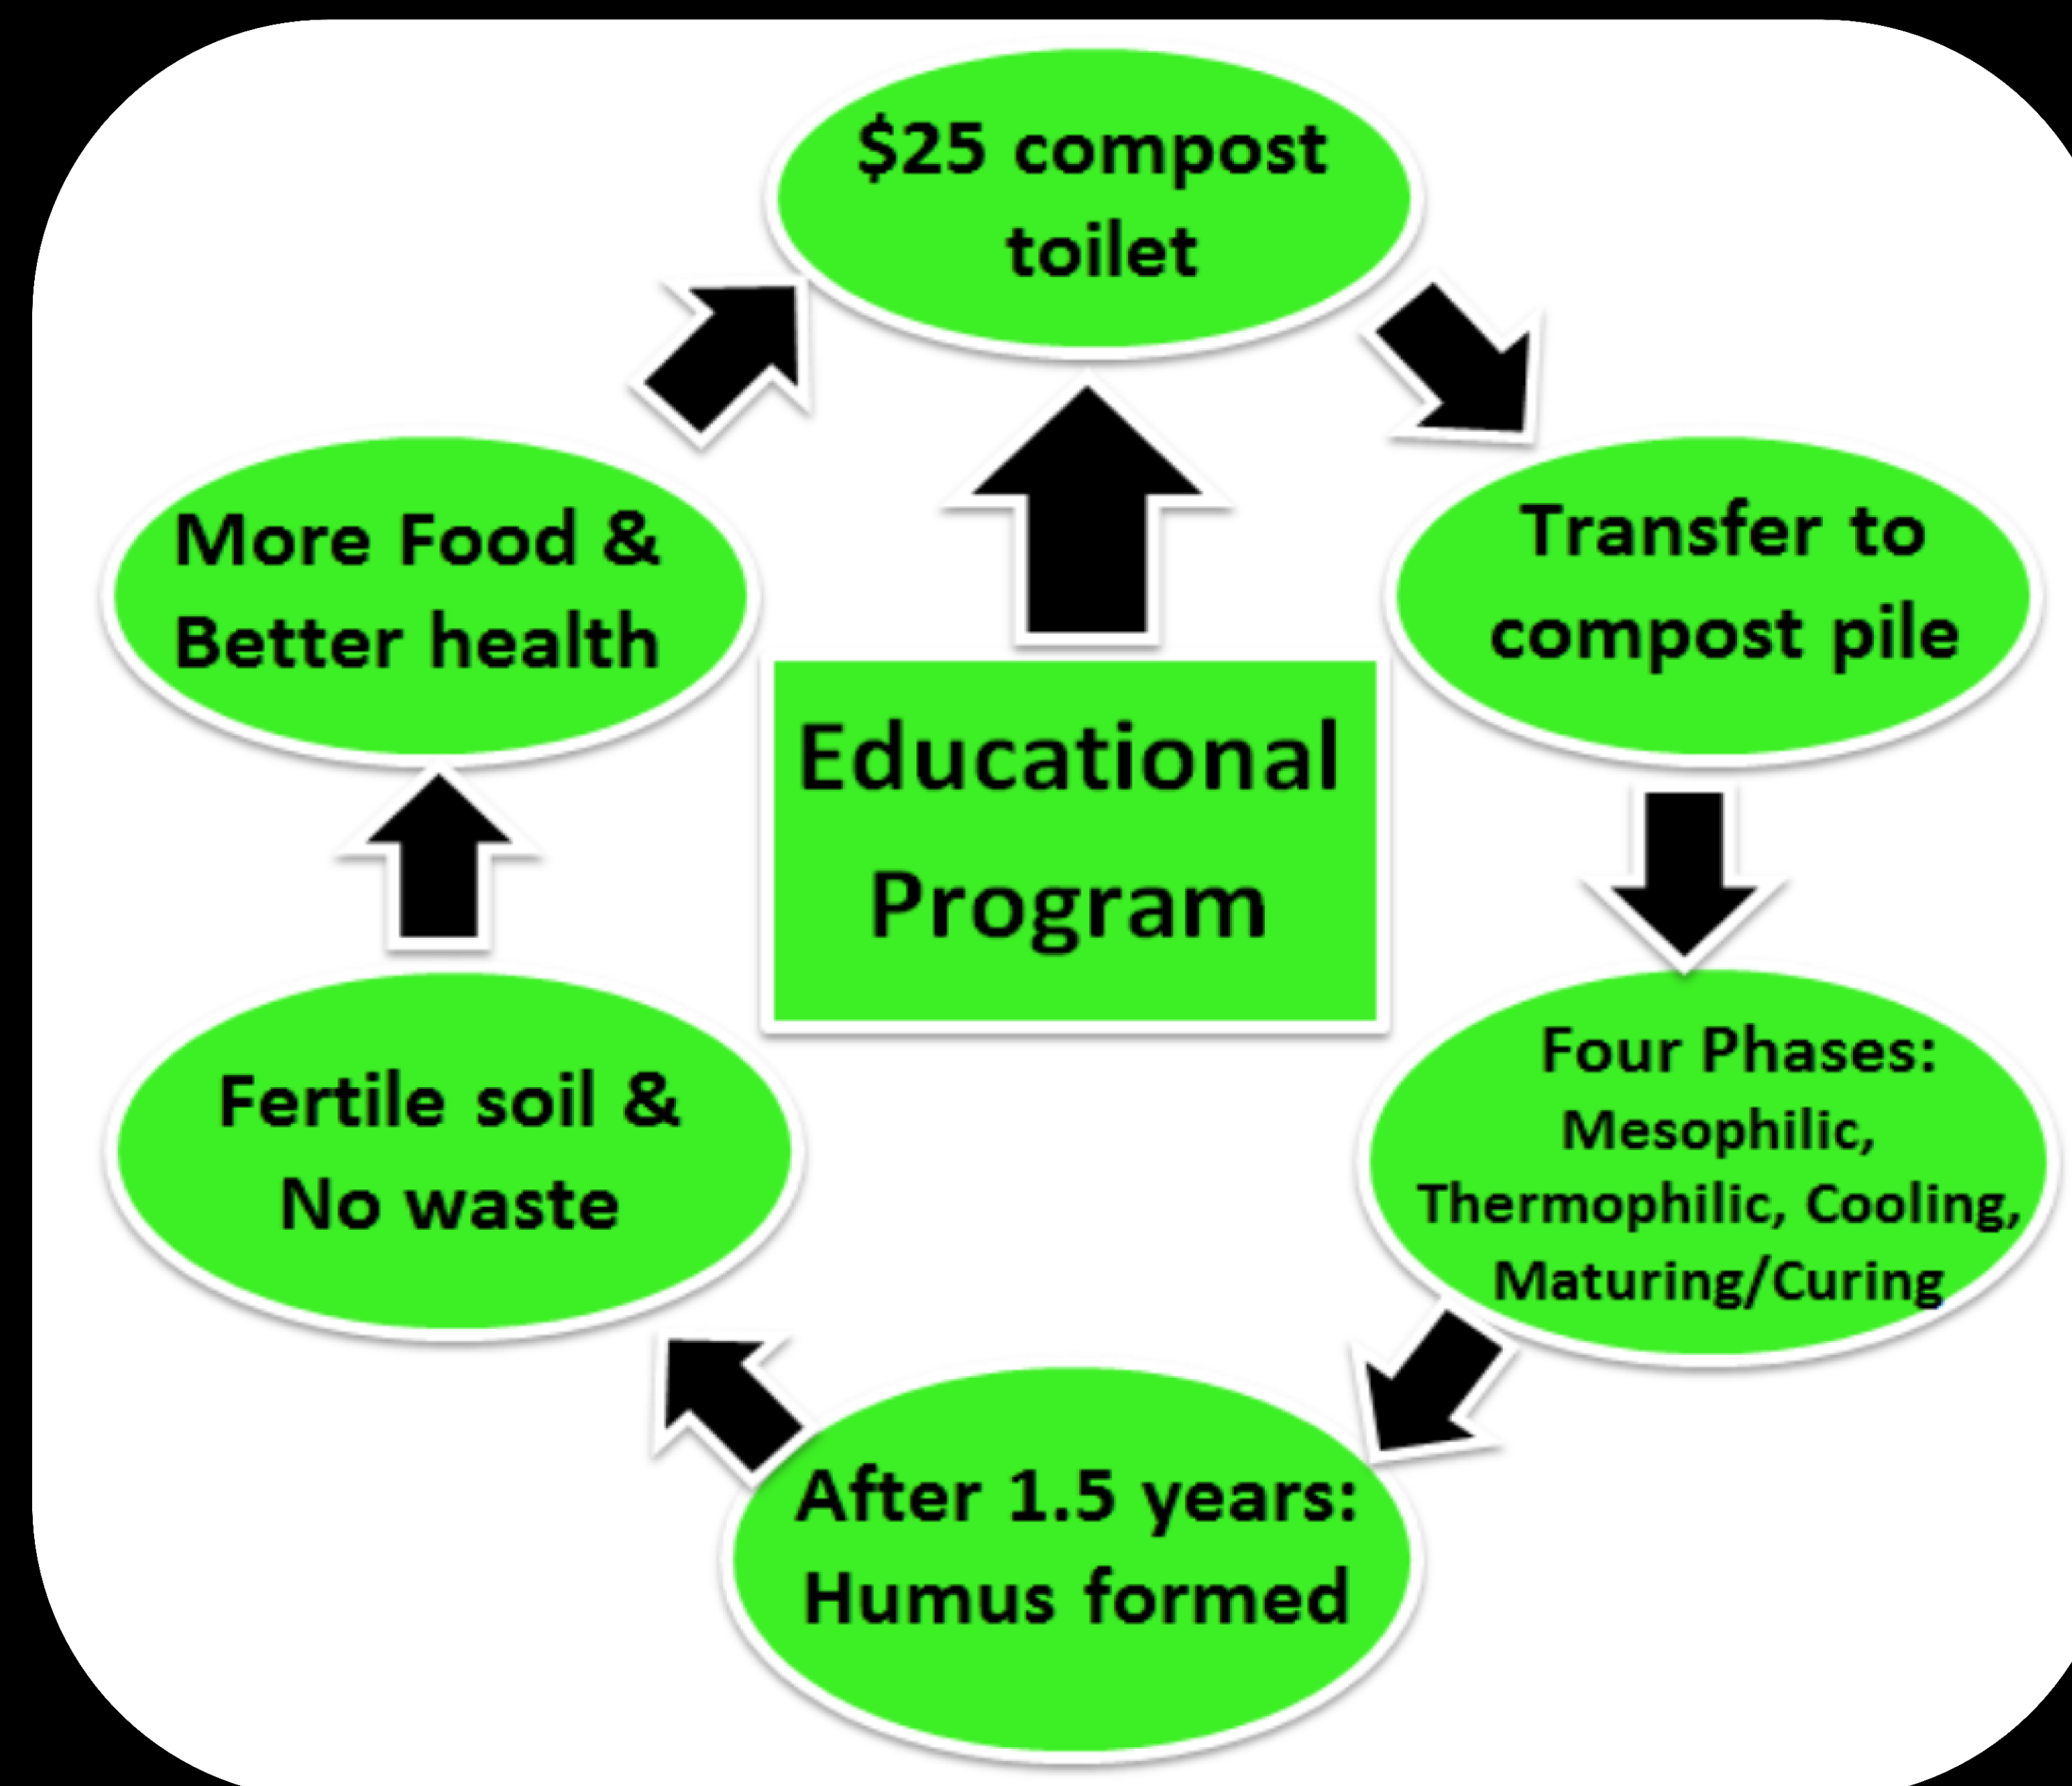 $25 compost
toilet
Transfer to
compost pile
Four Phases:
Mesophilic,
Thermophilic, Cooling,
Maturing/Curing
After 1.5 years:
Humus formed
Fertile soil &
No waste
More Food &
Better health
Educational
Program